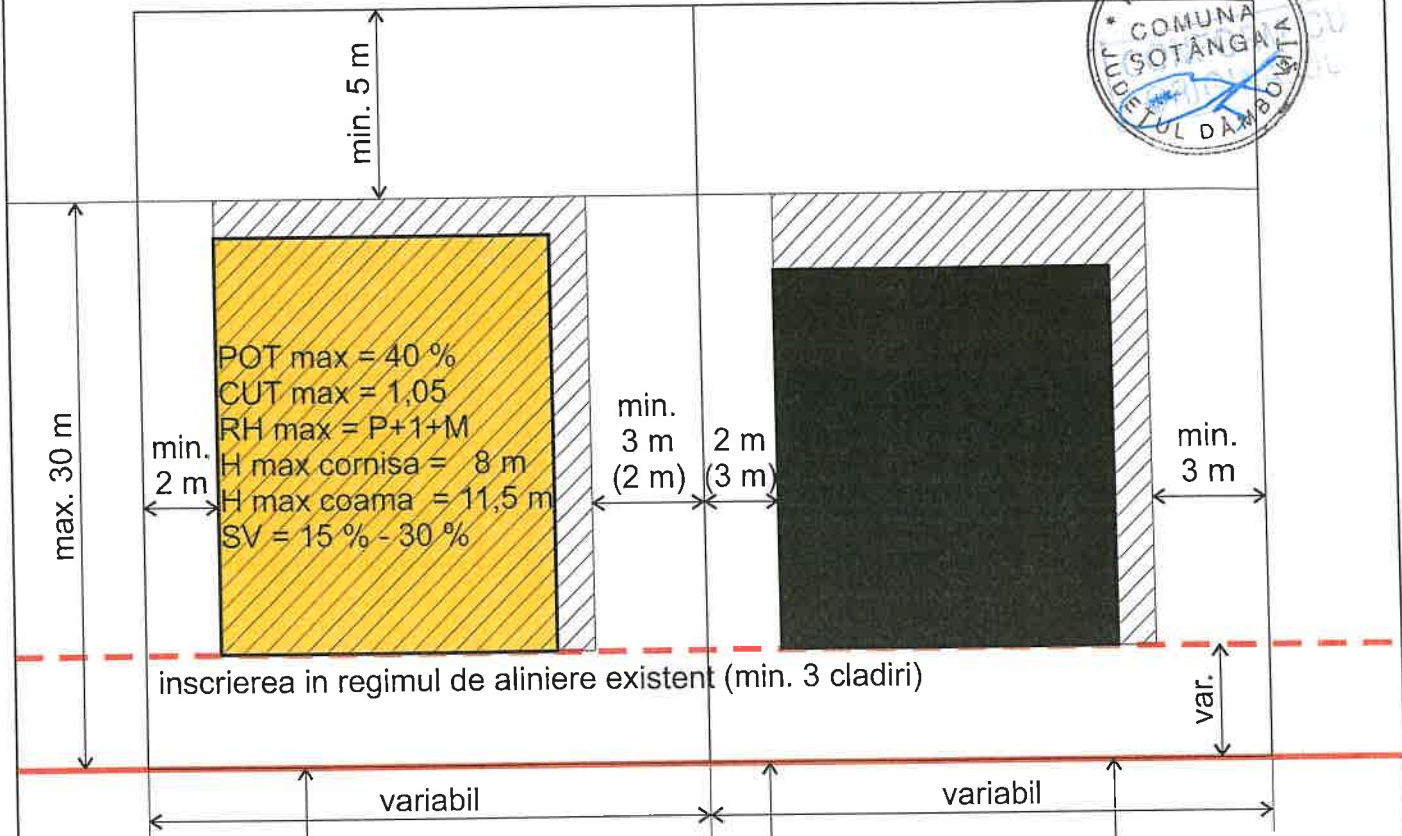 COMUNA
ȘOTÂNGA
JUDEȚUL DÂMBOVIȚA
min. 5 m
max. 30 m
min.
2 m
POT max = 40 %
CUT max = 1,05
RH max = P+1+M
H max cornisa = 8 m
H max coama = 11,5 m
SV = 15 % - 30 %
min.
3 m
(2 m)
2 m
(3 m)
min.
3 m
inscrierea in regimul de aliniere existent (min. 3 cladiri)
var.
variabil
variabil